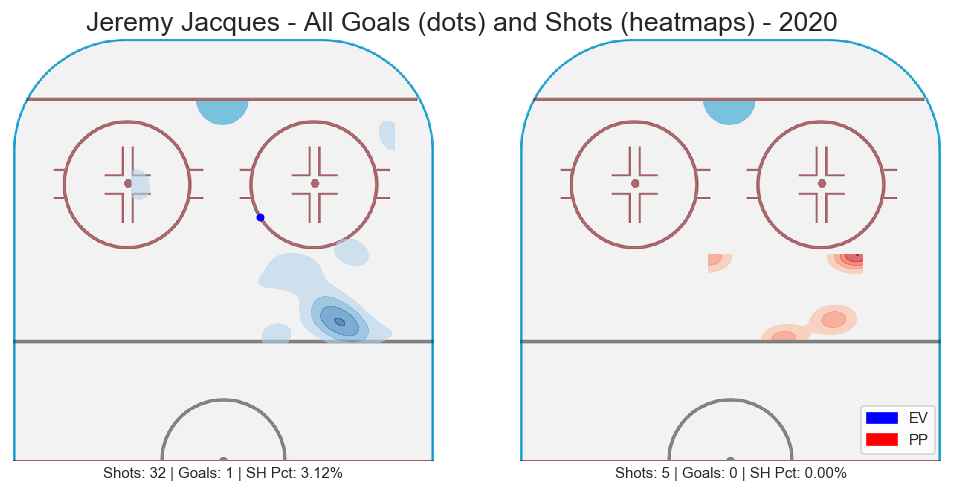 Jeremy Jacques - All Goals (dots) and Shots (heatmaps) - 2020
EV
PP
Shots: 32 | Goals: 1 | SH Pct: 3.12%
Shots: 5 | Goals: 0 | SH Pct: 0.00%